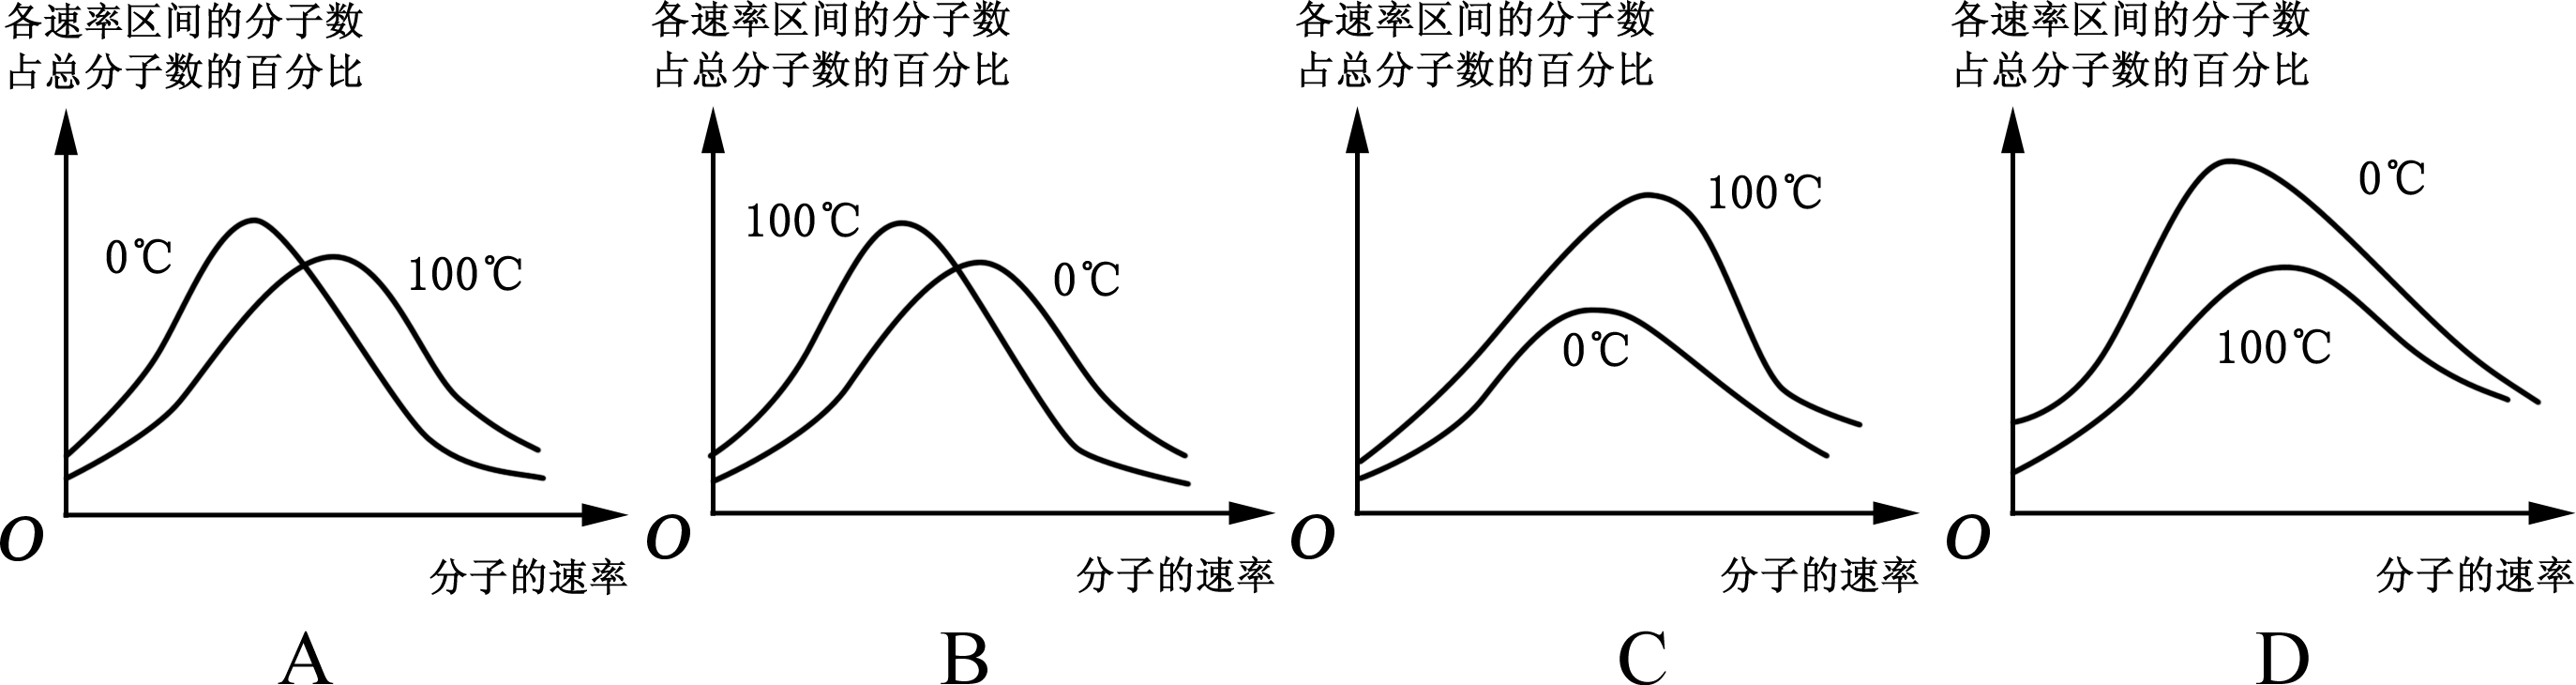 各速率区间的分子数
占总分子数的百分比
0℃
100℃
O
分子的速率
A
各速率区间的分子数
占总分子数的百分比
100℃
0℃
O
分子的速率
B
各速率区间的分子数
占总分子数的百分比
100℃
0℃
O
分子的速率
C
各速率区间的分子数
占总分子数的百分比
0℃
100℃
O
分子的速率
D